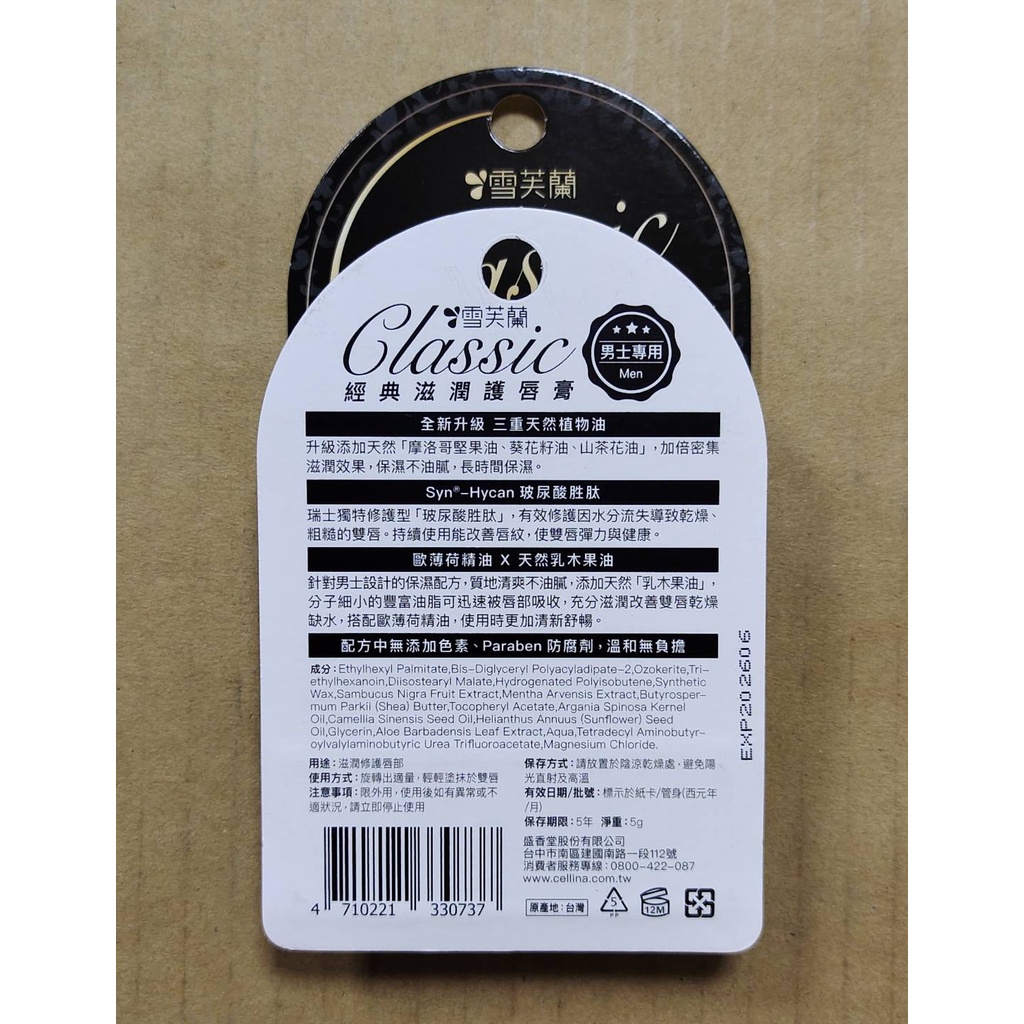 雪芙蘭
雪芙蘭
Classic
經典滋潤護唇膏
男士專用
Men
全新升級 三重天然植物油
升級添加天然「摩洛哥堅果油、葵花籽油、山茶花油」,加倍密集
滋潤效果,保濕不油膩,長時間保濕。
Syn®-Hycan 玻尿酸胜肽
瑞士獨特修護型「玻尿酸胜肽」,有效修護因水分流失導致乾燥、
粗糙的雙唇。持續使用能改善唇紋,使雙唇彈力與健康。
歐薄荷精油 X 天然乳木果油
針對男士設計的保濕配方,質地清爽不油膩,添加天然「乳木果油」,
分子細小的豐富油脂可迅速被唇部吸收,充分滋潤改善雙唇乾燥
缺水,搭配歐薄荷精油,使用時更加清新舒暢。
配方中無添加色素、Paraben 防腐劑,溫和無負擔
成分:Ethylhexyl Palmitate,Bis-Diglyceryl Polyacyladipate-2,Ozokerite,Tri-
ethylhexanoin,Diisostearyl Malate,Hydrogenated Polyisobutene,Synthetic
Wax,Sambucus Nigra Fruit Extract,Mentha Arvensis Extract,Butyrosper-
mum Parkii (Shea) Butter,Tocopheryl Acetate,Argania Spinosa Kernel
Oil,Camellia Sinensis Seed Oil,Helianthus Annuus (Sunflower) Seed
Oil,Glycerin,Aloe Barbadensis Leaf Extract,Aqua,Tetradecyl Aminobutyr-
oylvalylaminobutyric Urea Trifluoroacetate,Magnesium Chloride.
用途:滋潤修護唇部
使用方式:旋轉出適量,輕輕塗抹於雙唇
注意事項:限外用,使用後如有異常或不
適狀況,請立即停止使用
保存方式:請放置於陰涼乾燥處,避免陽
光直射及高溫
有效日期/批號:標示於紙卡/管身(西元年
/月)
保存期限:5年 淨重:5g
盛香堂股份有限公司
台中市南區建國南路一段112號
消費者服務專線:0800-422-087
www.cellina.com.tw
4 710221 330737
原產地:台灣
5
PP
12M
EXP202606